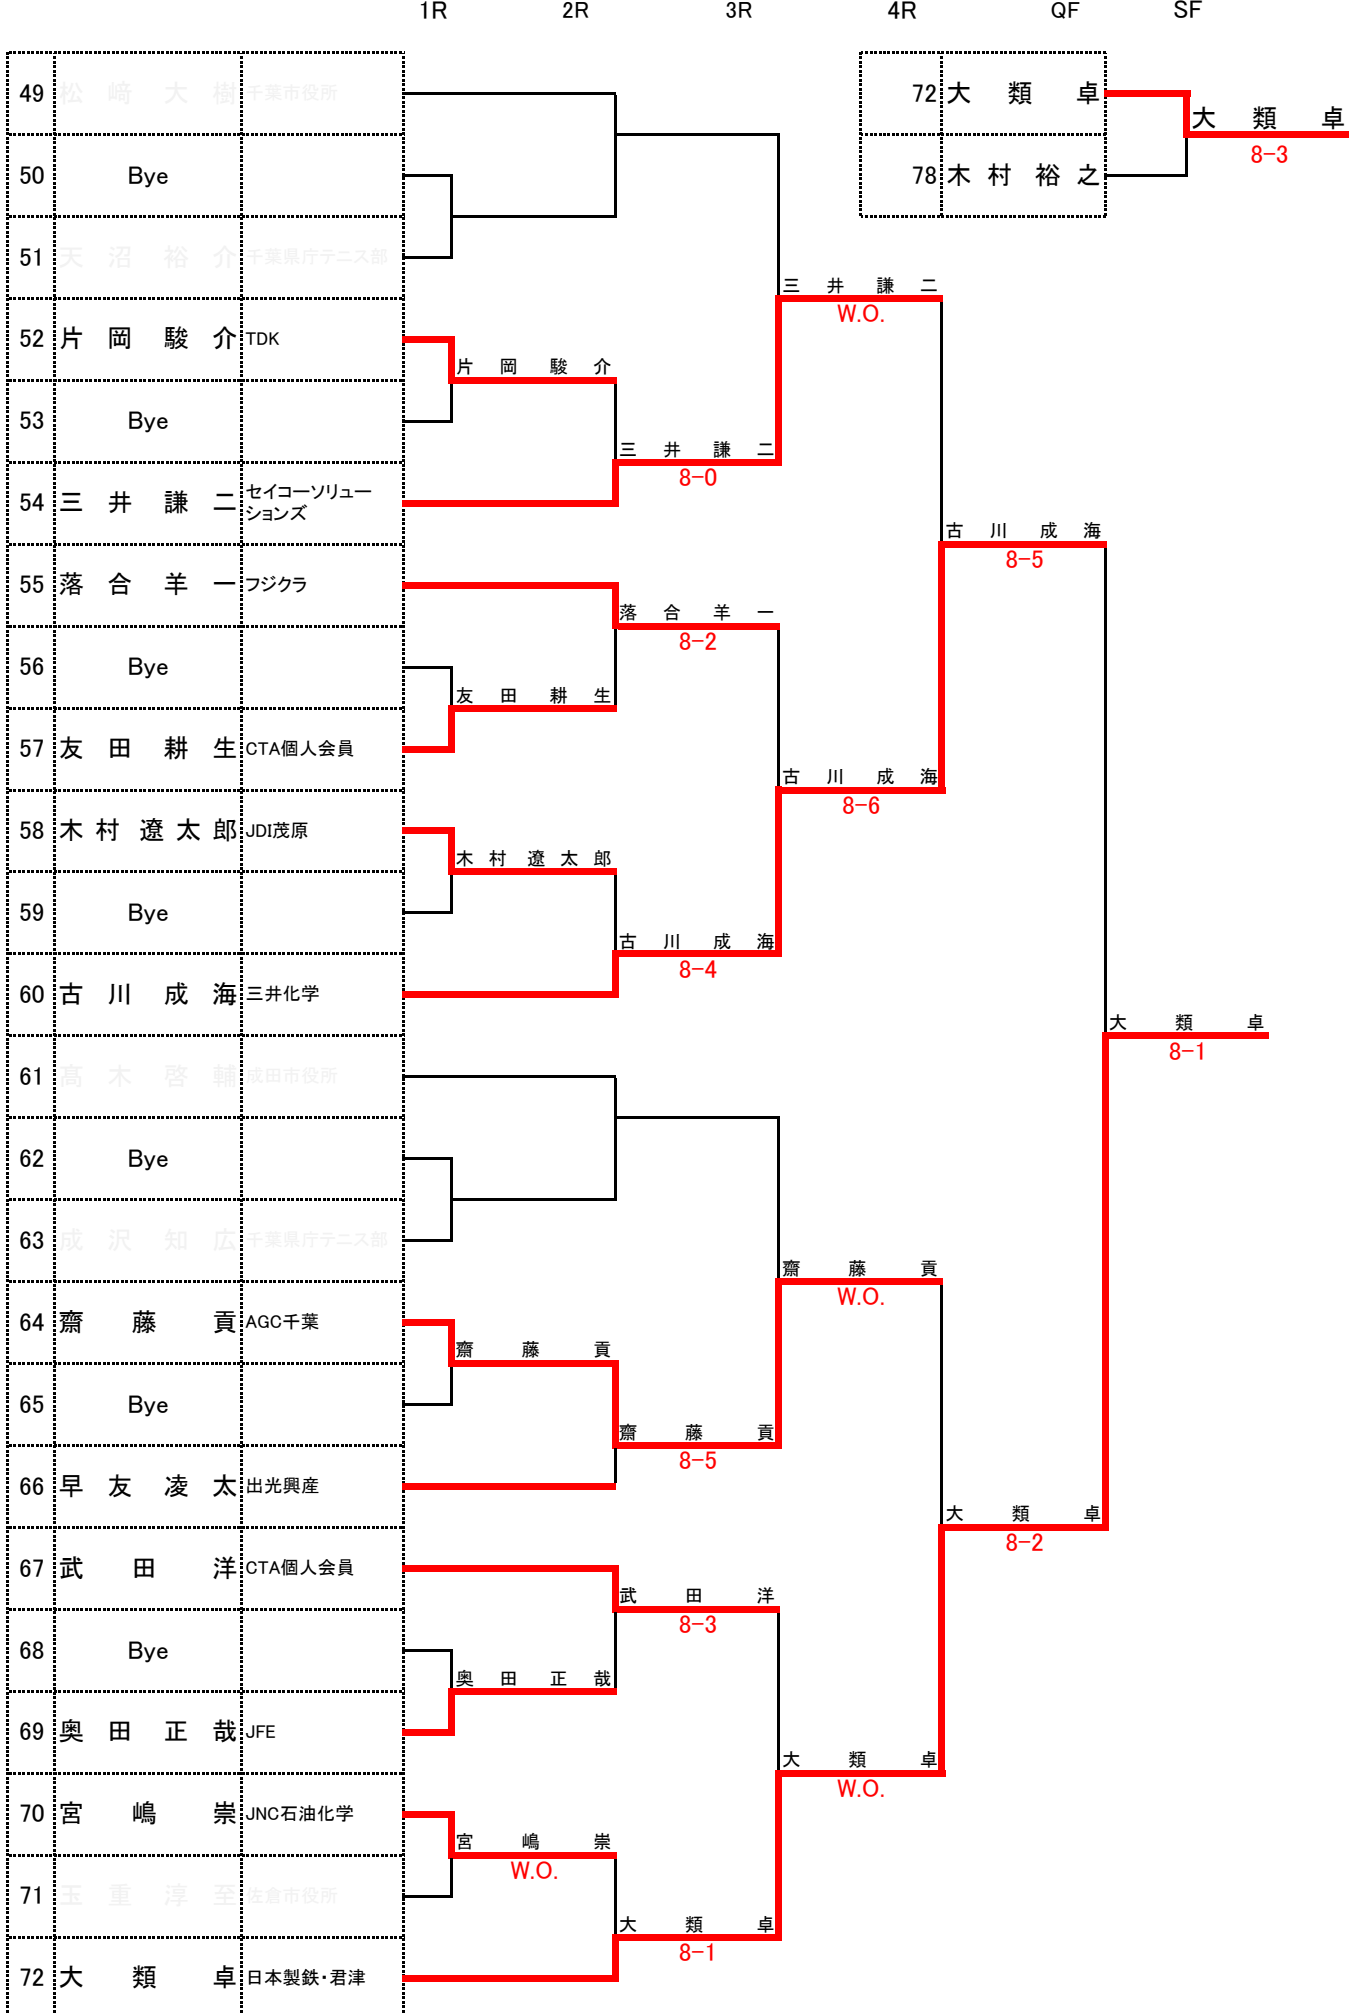 1R 2R 3R 4R QF SF
49 松﨑大樹 千葉市役所
72 大類卓
大類卓
8-3
50 Bye
78 木村裕之
51 天沼裕介 千葉県庁テニス部
三井謙二
W.O.
52 片岡駿介 TDK
片岡駿介
53 Bye
三井謙二
8-0
54 三井謙二 セイコーソリュー
ションズ
古川成海
8-5
55 落合羊一 フジクラ
落合羊一
8-2
56 Bye
友田耕生
57 友田耕生 CTA個人会員
古川成海
8-6
58 木村遼太郎 JDI茂原
木村遼太郎
59 Bye
古川成海
8-4
60 古川成海 三井化学
大類卓
8-1
61 髙木啓輔 成田市役所
62 Bye
63 成沢知広 千葉県庁テニス部
齋藤貢
W.O.
64 齋藤貢 AGC千葉
齋藤貢
65 Bye
齋藤貢
8-5
66 早友凌太 出光興産
大類卓
8-2
67 武田洋 CTA個人会員
武田洋
8-3
68 Bye
奥田正哉
69 奥田正哉 JFE
大類卓
W.O.
70 宮嶋崇 JNC石油化学
宮嶋崇
W.O.
71 玉重淳至 佐倉市役所
大類卓
8-1
72 大類卓 日本製鉄・君津